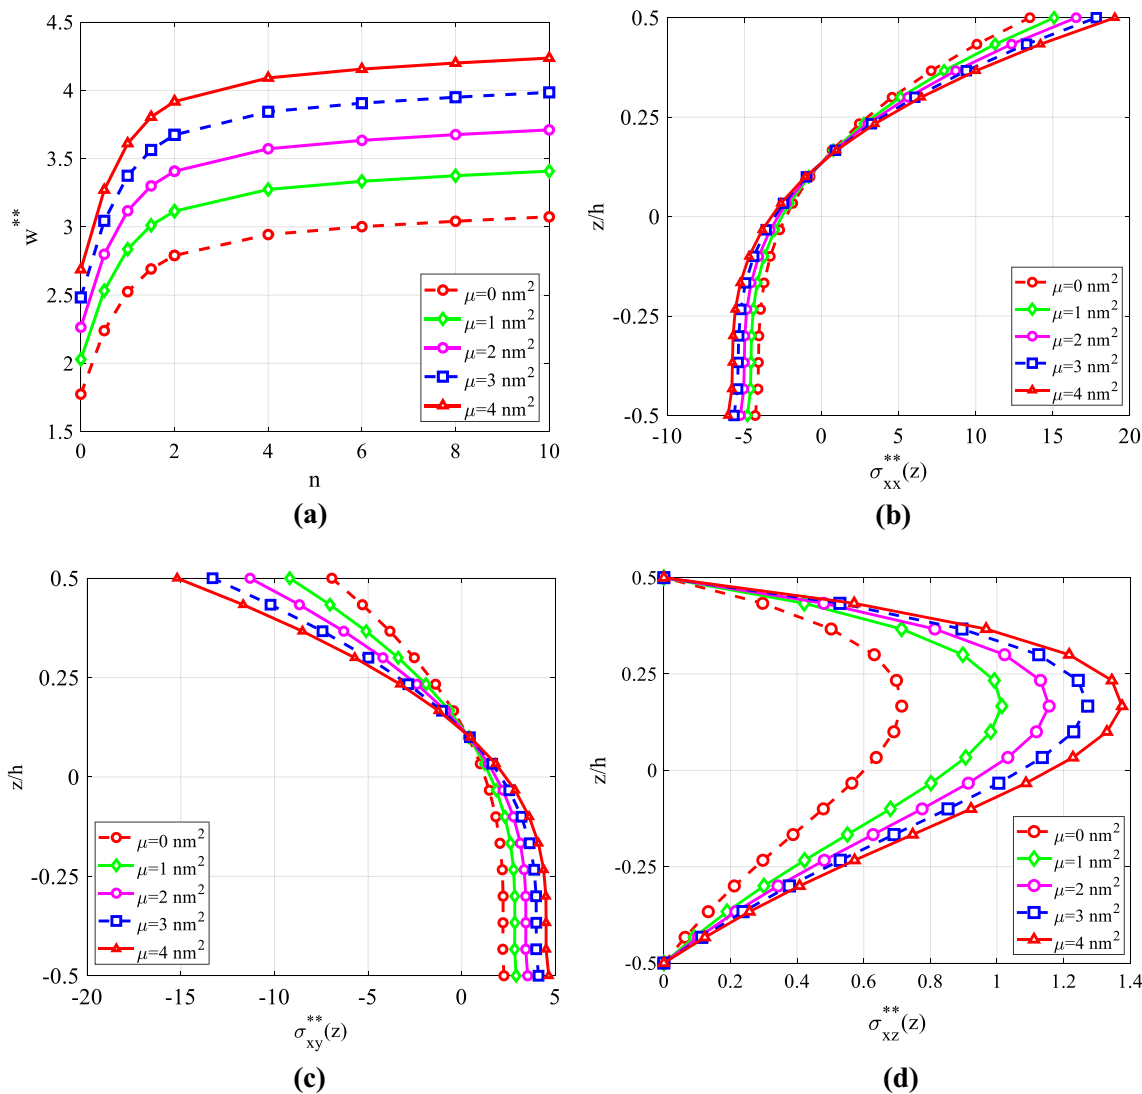 4.5
4
3.5
3
2.5
2
1.5
w**
0 2 4 6 8 10
n
μ=0 nm²
μ=1 nm²
μ=2 nm²
μ=3 nm²
μ=4 nm²
(a)
0.5
0.25
0
-0.25
-0.5
z/h
-10 -5 0 5 10 15 20
σ**xx(z)
μ=0 nm²
μ=1 nm²
μ=2 nm²
μ=3 nm²
μ=4 nm²
(b)
0.5
0.25
0
-0.25
-0.5
z/h
-20 -15 -10 -5 0 5
σ**xy(z)
μ=0 nm²
μ=1 nm²
μ=2 nm²
μ=3 nm²
μ=4 nm²
(c)
0.5
0.25
0
-0.25
-0.5
z/h
0 0.2 0.4 0.6 0.8 1 1.2 1.4
σ**xz(z)
μ=0 nm²
μ=1 nm²
μ=2 nm²
μ=3 nm²
μ=4 nm²
(d)